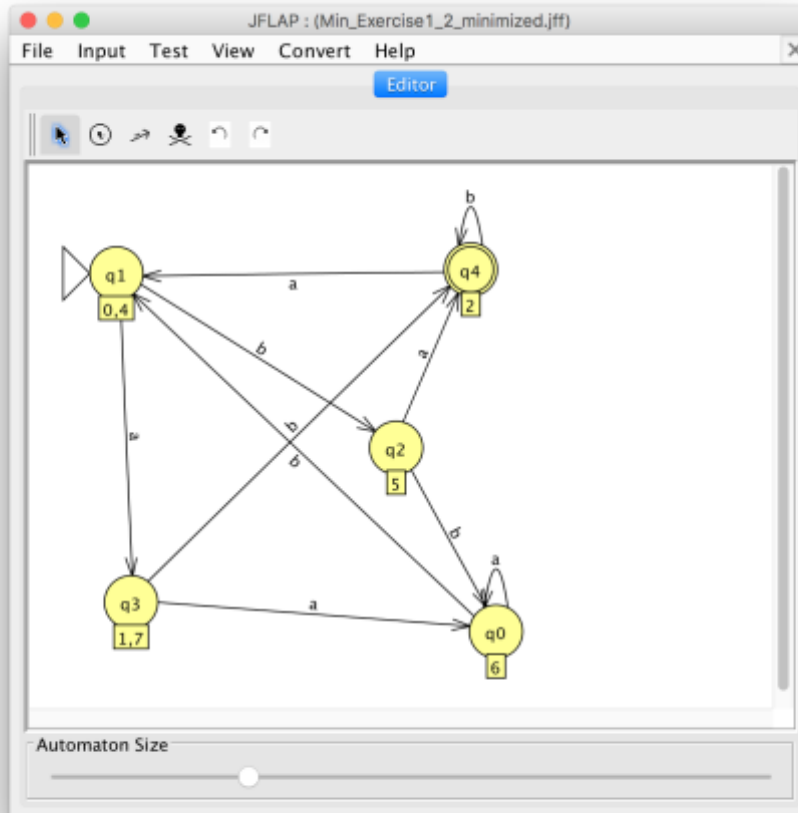 JFLAP : (Min_Exercise1_2_minimized.jff)
File Input Test View Convert Help
Editor
b
q1
q4
a
0,4
2
b
a
q2
b
a
b
5
b
a
q3
a
q0
1,7
6
Automaton Size